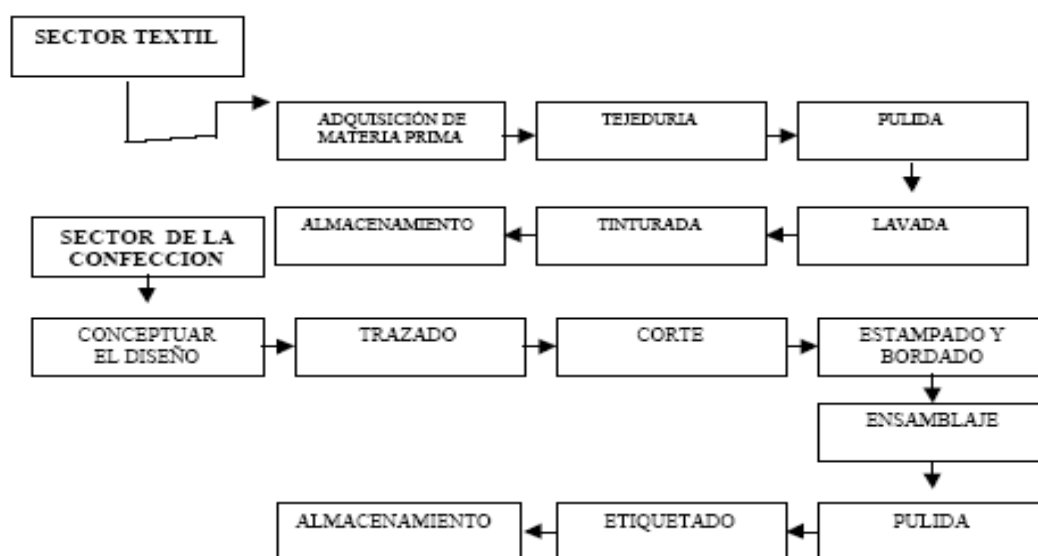 SECTOR TEXTIL
ADQUISICIÓN DE
MATERIA PRIMA
TEJEDURIA
PULIDA
LAVADA
TINTURADA
ALMACENAMIENTO
SECTOR DE LA
CONFECCION
CONCEPTUAR
EL DISEÑO
TRAZADO
CORTE
ESTAMPADO Y
BORDADO
ENSAMBLAJE
PULIDA
ETIQUETADO
ALMACENAMIENTO